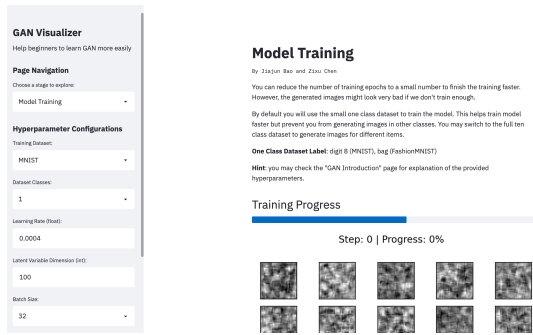 GAN Visualizer
Help beginners to learn GAN more easily
Page Navigation
Choose a stage to explore:
Model Training
Hyperparameter Configurations
Training Dataset:
MNIST
Dataset Classes:
1
Learning Rate (float):
0.0004
Latent Variable Dimension (int):
100
Batch Size:
32
Model Training
By Jiajun Bao and Zixu Chen
You can reduce the number of training epochs to a small number to finish the training faster.
However, the generated images might look very bad if we don't train enough.
By default you will use the small one class dataset to train the model. This helps train model
faster but prevent you from generating images in other classes. You may switch to the full ten
class dataset to generate images for different items.
One Class Dataset Label: digit 8 (MNIST), bag (FashionMNIST)
Hint: you may check the "GAN Introduction" page for explanation of the provided
hyperparameters.
Training Progress
Step: 0 | Progress: 0%